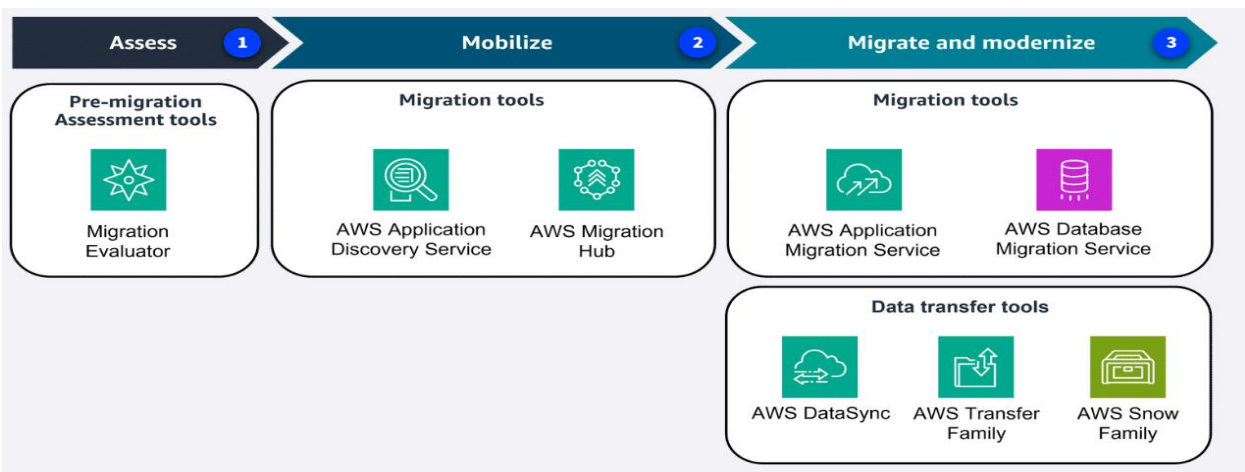 Assess 1
Mobilize 2
Migrate and modernize 3
Pre-migration
Assessment tools
Migration
Evaluator
Migration tools
AWS Application
Discovery Service
AWS Migration
Hub
Migration tools
AWS Application
Migration Service
AWS Database
Migration Service
Data transfer tools
AWS DataSync
AWS Transfer
Family
AWS Snow
Family